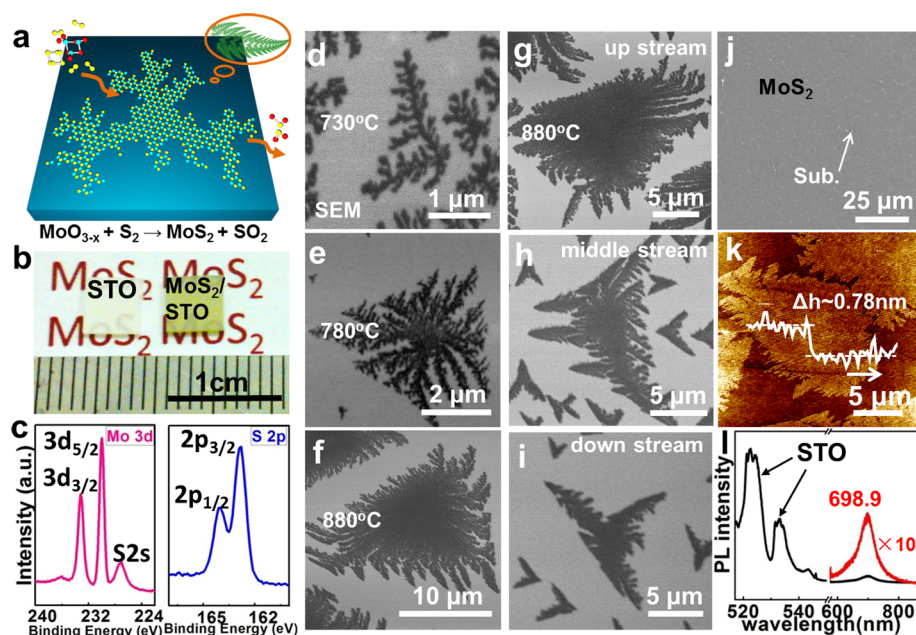 a
MoO3-x + S2 → MoS2 + SO2
b
MoS2
STO
MoS2
MoS2/
STO
MoS2
MoS2
1cm
c
Mo 3d
3d5/2
3d3/2
S2s
Intensity (a.u.)
240 232 224
Binding Energy (eV)
S 2p
2p3/2
2p1/2
165 162
Binding Energy (eV)
d
730°C
SEM
1 μm
e
780°C
2 μm
f
880°C
10 μm
g
up stream
880°C
5 μm
h
middle stream
5 μm
i
down stream
5 μm
j
MoS2
Sub.
25 μm
k
Δh~0.78nm
5 μm
l
STO
698.9
×10
PL intensity
520 540 600 800
wavelength(nm)